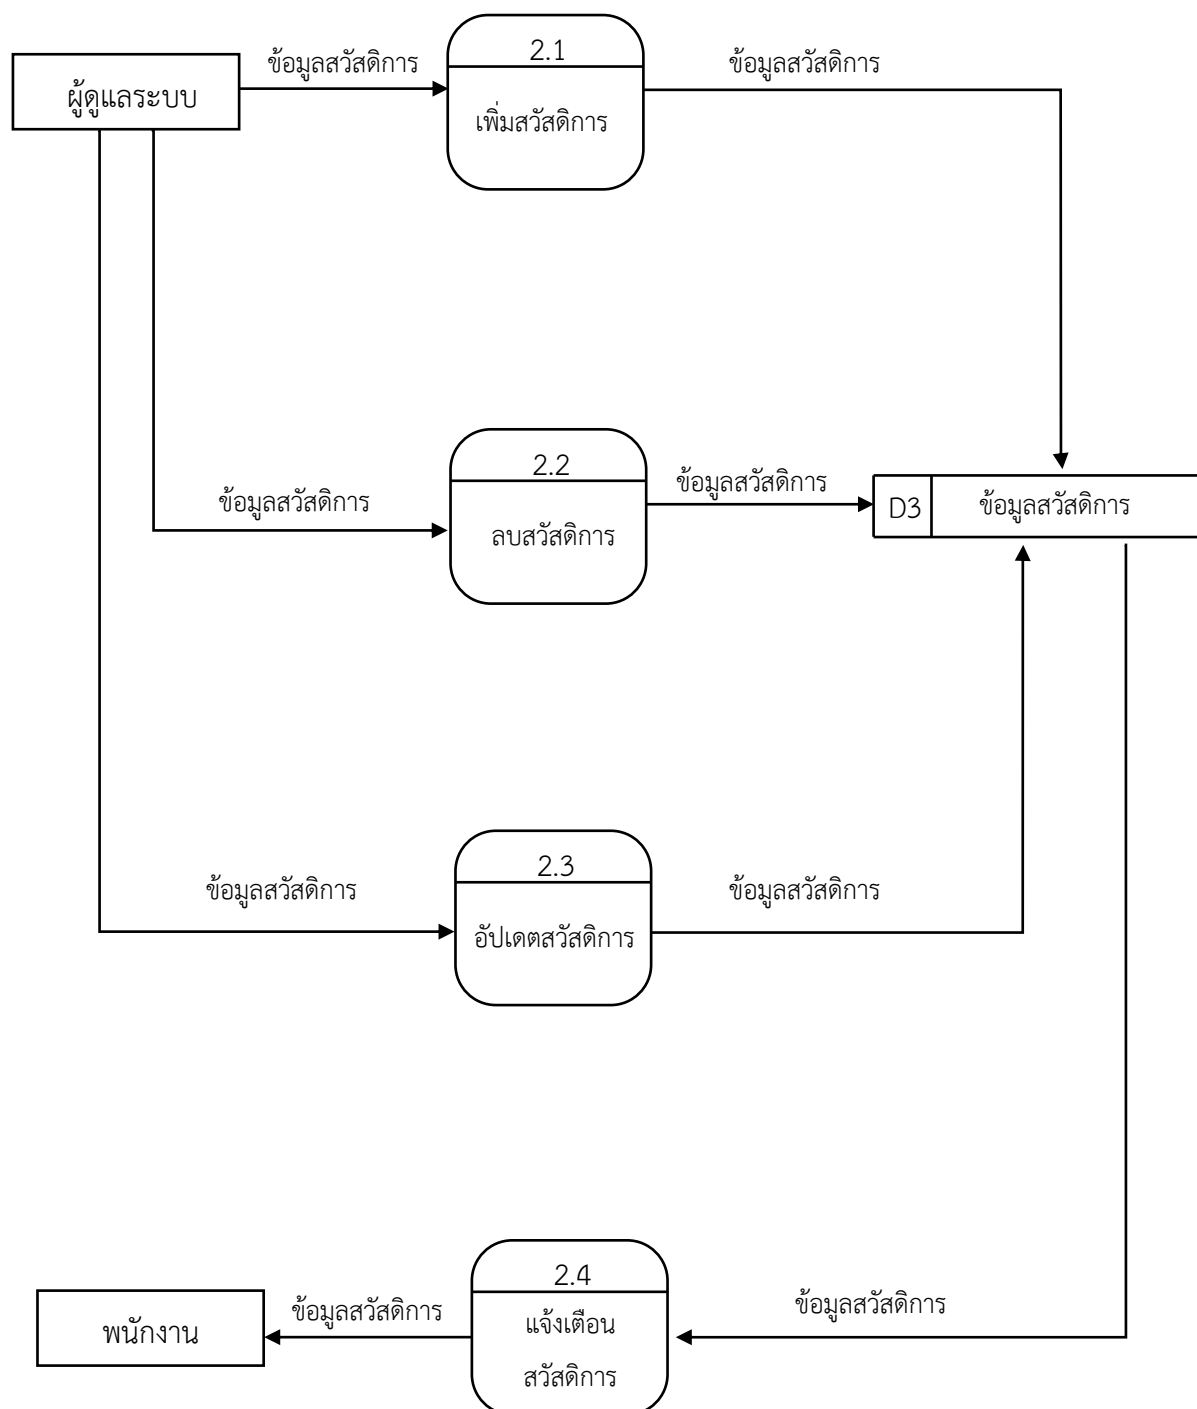 2.1
ข้อมูลสวัสดิการ
ข้อมูลสวัสดิการ
ผู้ดูแลระบบ
เพิ่มสวัสดิการ
2.2
ข้อมูลสวัสดิการ
ข้อมูลสวัสดิการ
D3
ข้อมูลสวัสดิการ
ลบสวัสดิการ
2.3
ข้อมูลสวัสดิการ
ข้อมูลสวัสดิการ
อัปเดตสวัสดิการ
2.4
ข้อมูลสวัสดิการ
ข้อมูลสวัสดิการ
พนักงาน
แจ้งเตือน
สวัสดิการ